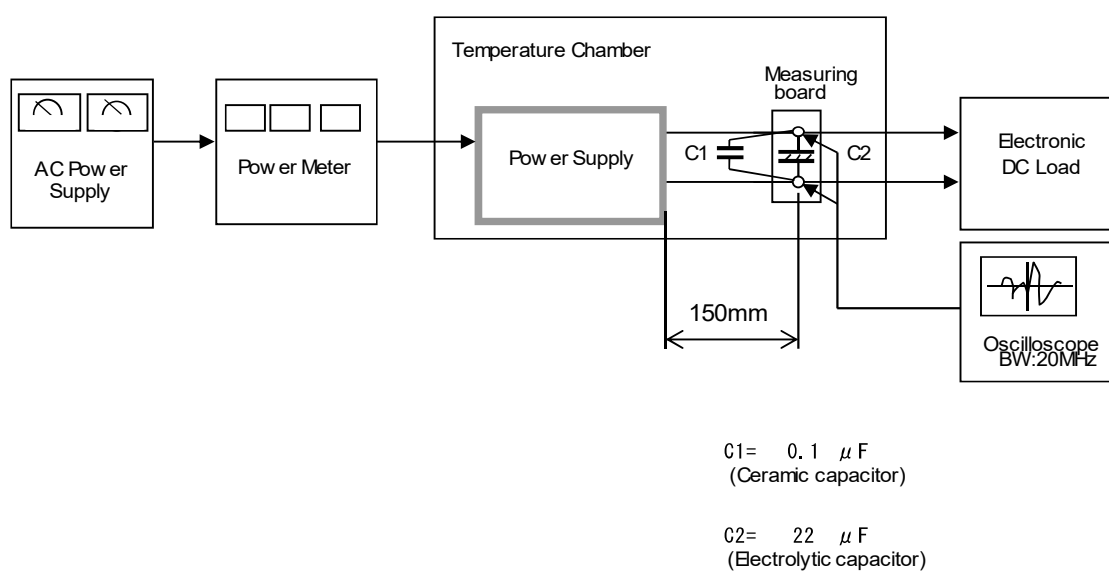 Temperature Chamber
Measuring
board
AC Power
Supply
Power Meter
Power Supply
C1
C2
Electronic
DC Load
150mm
Oscilloscope
BW:20MHz
C1= 0.1 μF
(Ceramic capacitor)
C2= 22 μF
(Electrolytic capacitor)